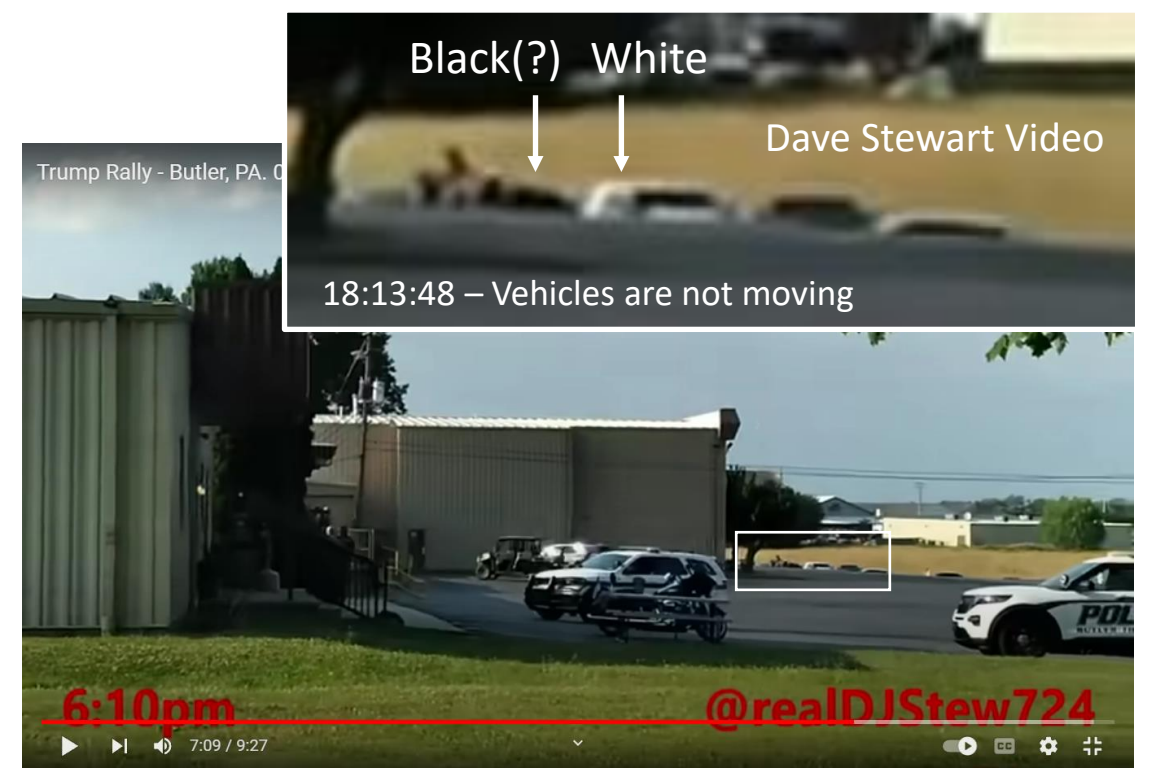 Black(?) White
Dave Stewart Video
18:13:48 – Vehicles are not moving
Trump Rally - Butler, PA. 0
POL
6:10pm
@realDJStew724
7:09 / 9:27
CC